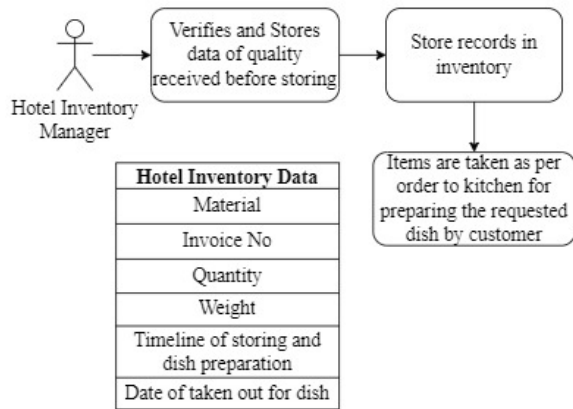 Verifies and Stores
data of quality
received before storing
Store records in
inventory
Hotel Inventory
Manager
Items are taken as per
order to kitchen for
preparing the requested
dish by customer
Hotel Inventory Data
Material
Invoice No
Quantity
Weight
Timeline of storing and
dish preparation
Date of taken out for dish